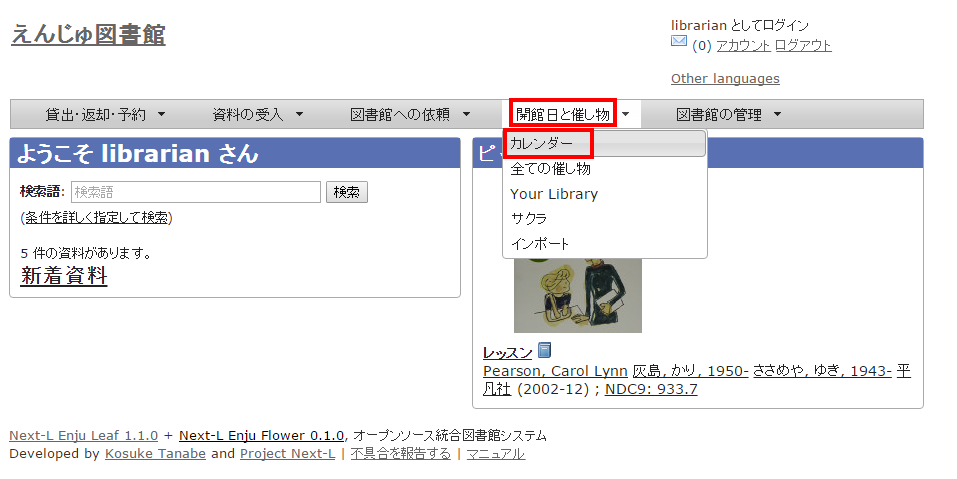 えんじゅ図書館
librarian としてログイン
(0) アカウント ログアウト
Other languages
貸出・返却・予約 資料の受入 図書館への依頼 開館日と催し物 図書館の管理
ようこそ librarian さん
検索語: 検索語 検索
(条件を詳しく指定して検索)
5 件の資料があります。
新着資料
カレンダー
全ての催し物
Your Library
サクラ
インポート
レッスン
Pearson, Carol Lynn 灰島, かり, 1950- ささめや, ゆき, 1943- 平
凡社 (2002-12) ; NDC9: 933.7
Next-L Enju Leaf 1.1.0 + Next-L Enju Flower 0.1.0, オープンソース統合図書館システム
Developed by Kosuke Tanabe and Project Next-L | 不具合を報告する | マニュアル